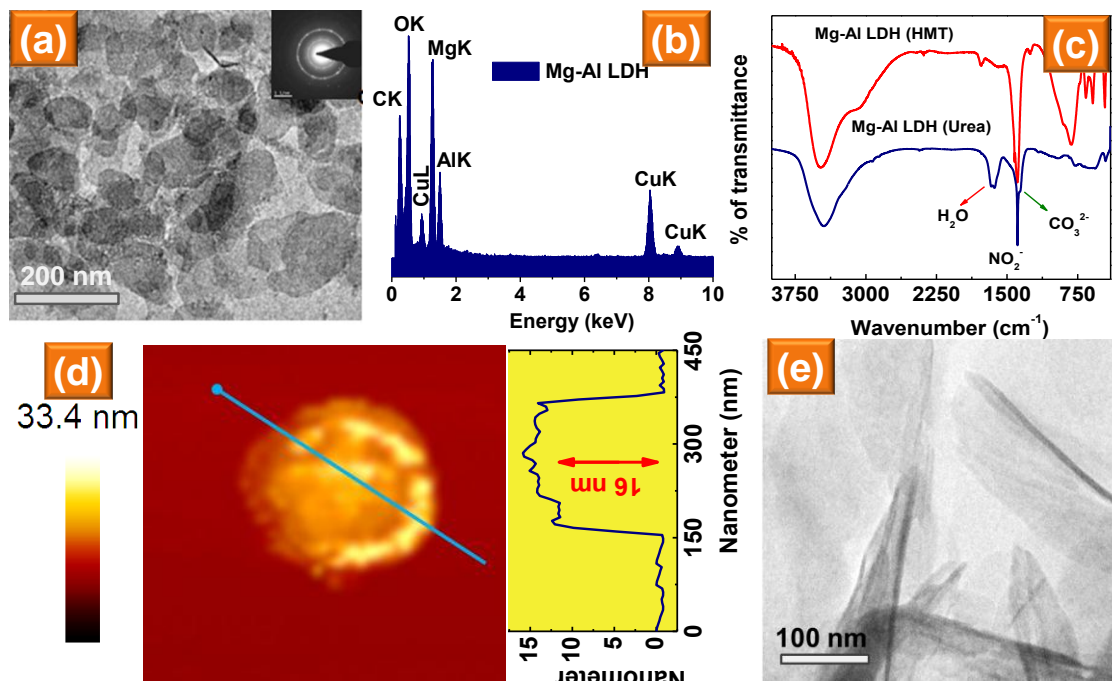 (a)
200 nm
(b)
OK
MgK
Mg-Al LDH
CK
AlK
CuL
CuK
CuK
0
2
4
6
8
10
Energy (keV)
(c)
Mg-Al LDH (HMT)
Mg-Al LDH (Urea)
H₂O
CO₃²⁻
NO₂⁻
% of transmittance
3750
3000
2250
1500
750
Wavenumber (cm⁻¹)
(d)
33.4 nm
16 nm
450
300
150
0
Nanometer (nm)
15
10
5
0
Nanometer
(e)
100 nm